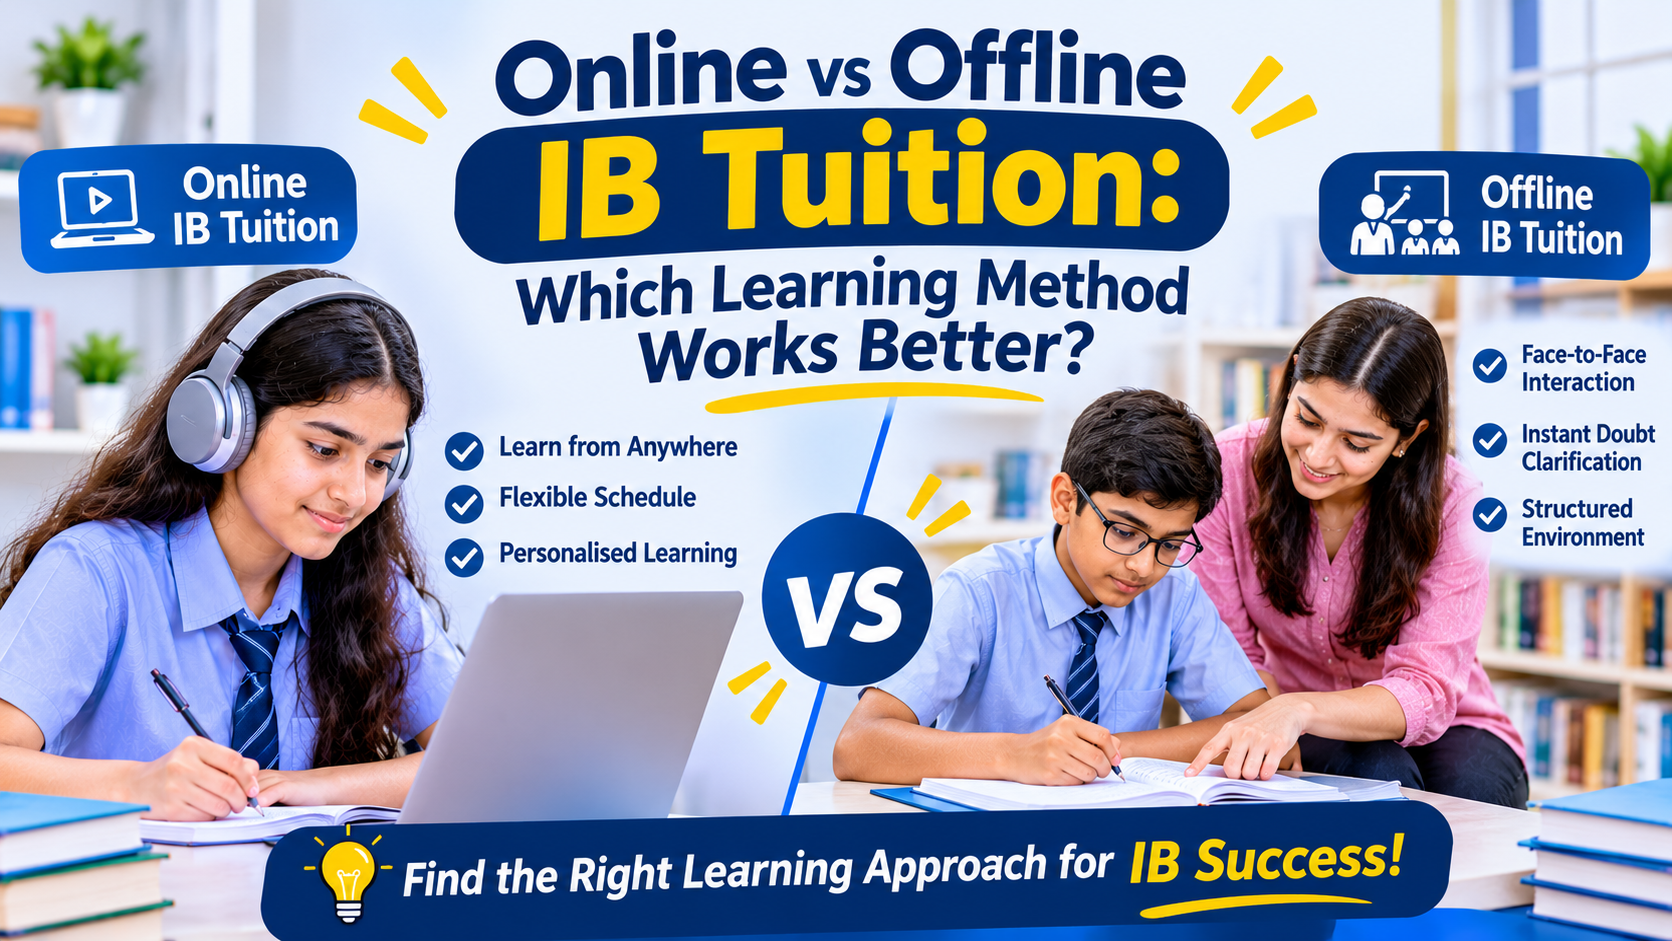 Online vs Offline
IB Tuition:
Which Learning Method
Works Better?
Online
IB Tuition
Learn from Anywhere
Flexible Schedule
Personalised Learning
VS
Offline
IB Tuition
Face-to-Face
Interaction
Instant Doubt
Clarification
Structured
Environment
Find the Right Learning Approach for IB Success!